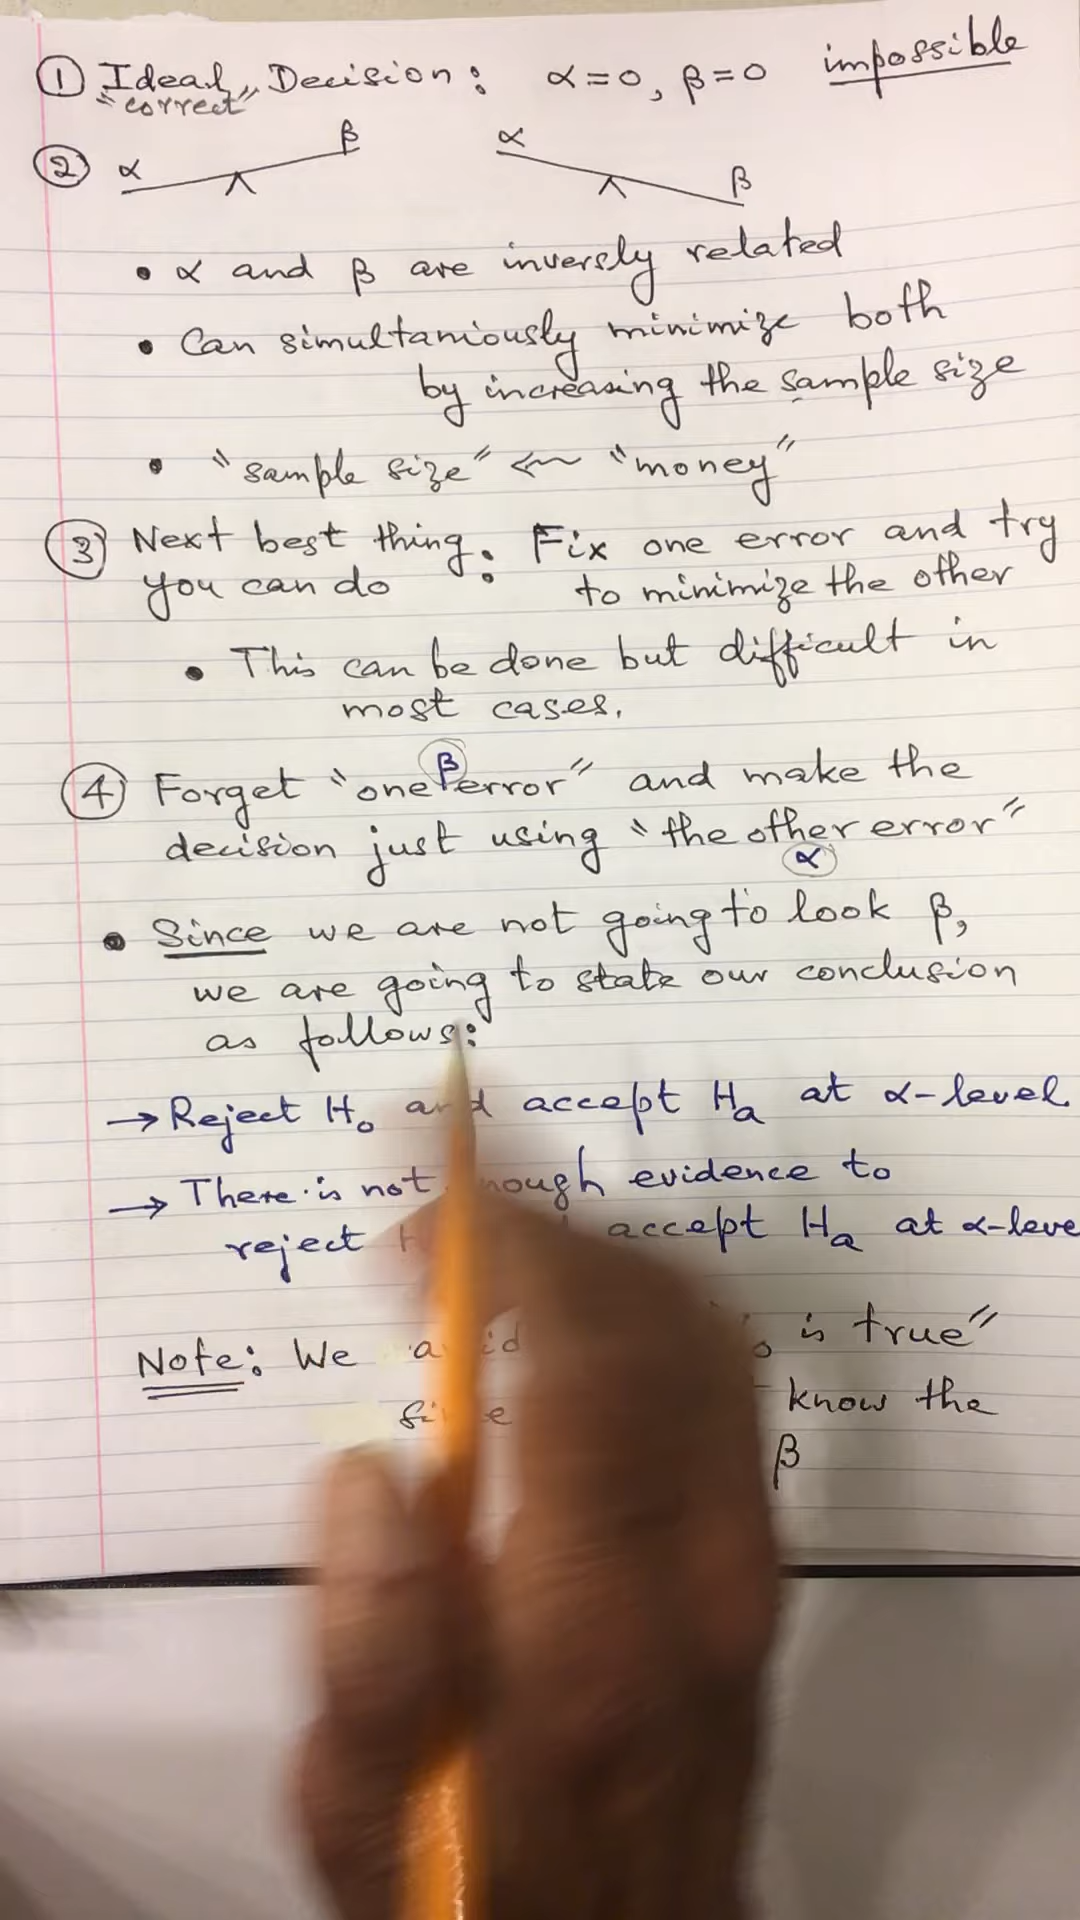 ① Ideal, Decision: α=0, β=0 impossible
"correct"
② α β α β
• α and β are inversly related
• Can simultaniously minimize both
by increasing the sample size
• "sample size" ← "money"
③ Next best thing: Fix one error and try
you can do to minimize the other
• This can be done but difficult in
most cases.
β
④ Forget "one error" and make the
decision just using "the other error"
α
• Since we are not going to look β,
we are going to state our conclusion
as follows:
→ Reject H₀ and accept Hₐ at α-level
→ There is not enough evidence to
reject accept Hₐ at α-leve
Note: We is true"
know the
β